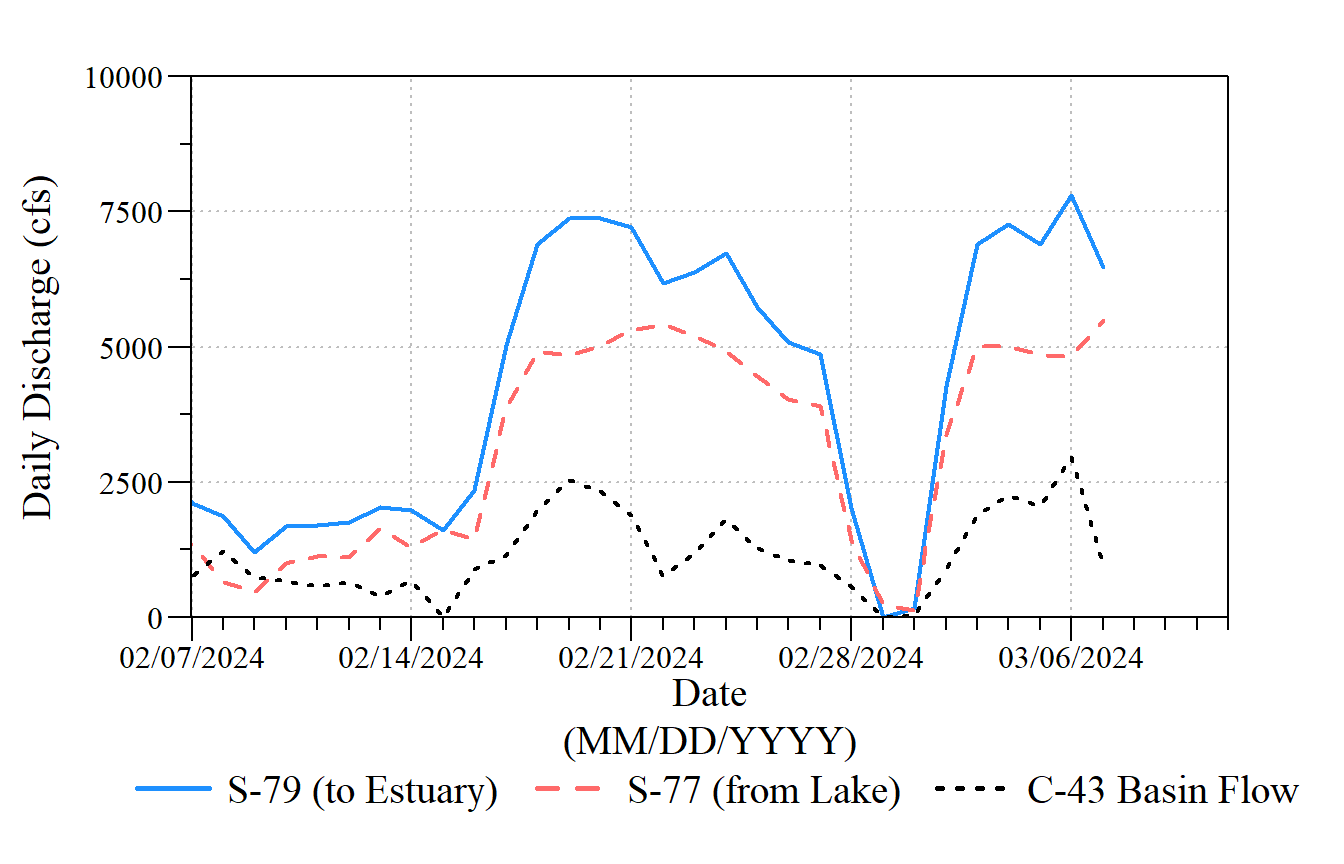 10000
7500
5000
2500
0
Daily Discharge (cfs)
02/07/2024 02/14/2024 02/21/2024 02/28/2024 03/06/2024
Date
(MM/DD/YYYY)
S-79 (to Estuary) S-77 (from Lake) C-43 Basin Flow